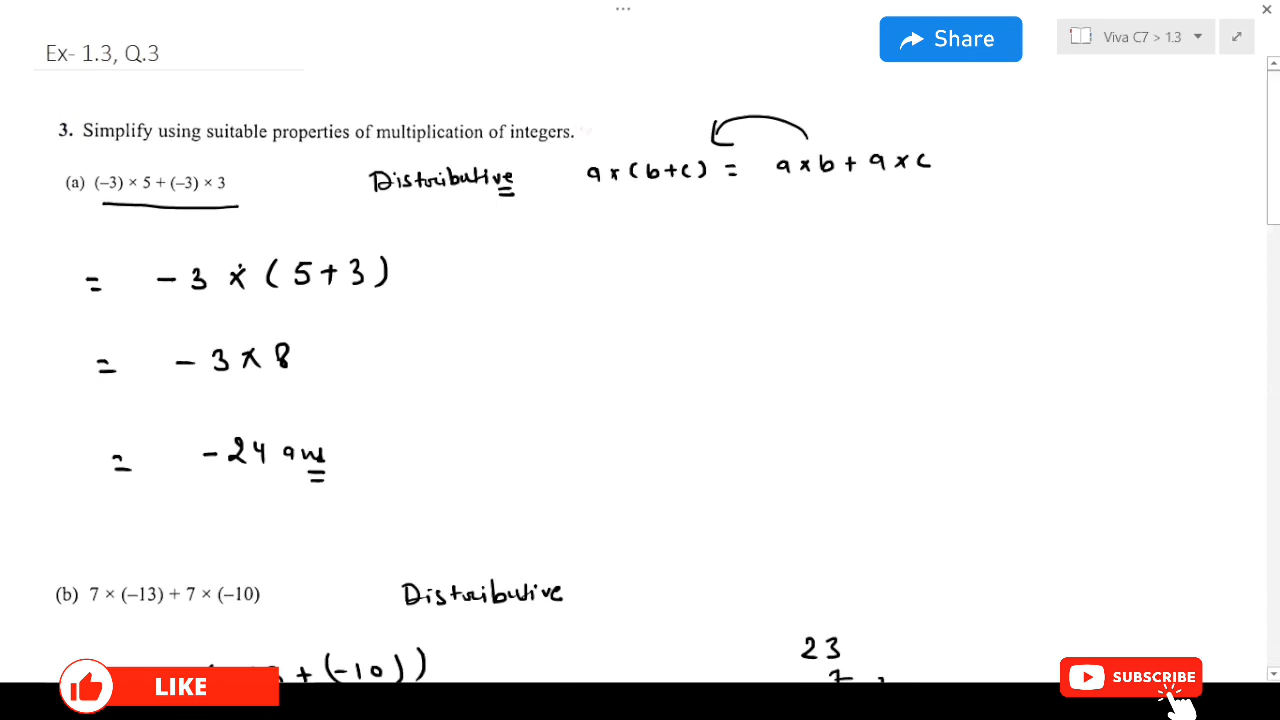 Ex- 1.3, Q.3
Share
Viva C7 > 1.3
3. Simplify using suitable properties of multiplication of integers.
(a) (–3) × 5 + (–3) × 3 Distributive a × (b+c) = a × b + a × c
= - 3 × (5+3)
= - 3 × 8
= - 24 ans
(b) 7 × (–13) + 7 × (–10) Distributive
+ (-10))
23
7
LIKE
SUBSCRIBE